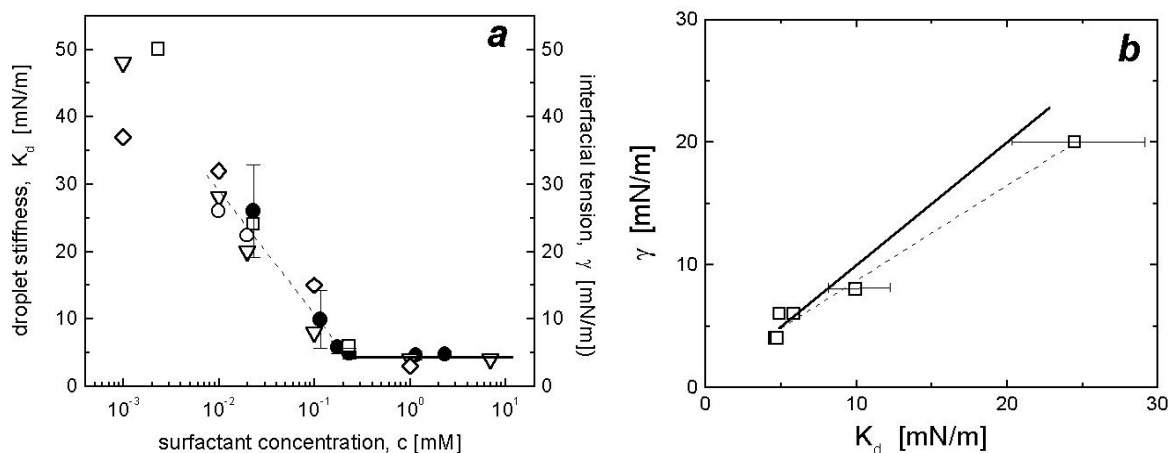 a
50
40
30
20
10
0
droplet stiffness, K_d [mN/m]
50
40
30
20
10
0
interfacial tension, γ [mN/m])
10^-3 10^-2 10^-1 10^0 10^1
surfactant concentration, c [mM]
b
30
20
10
0
γ [mN/m]
0 10 20 30
K_d [mN/m]